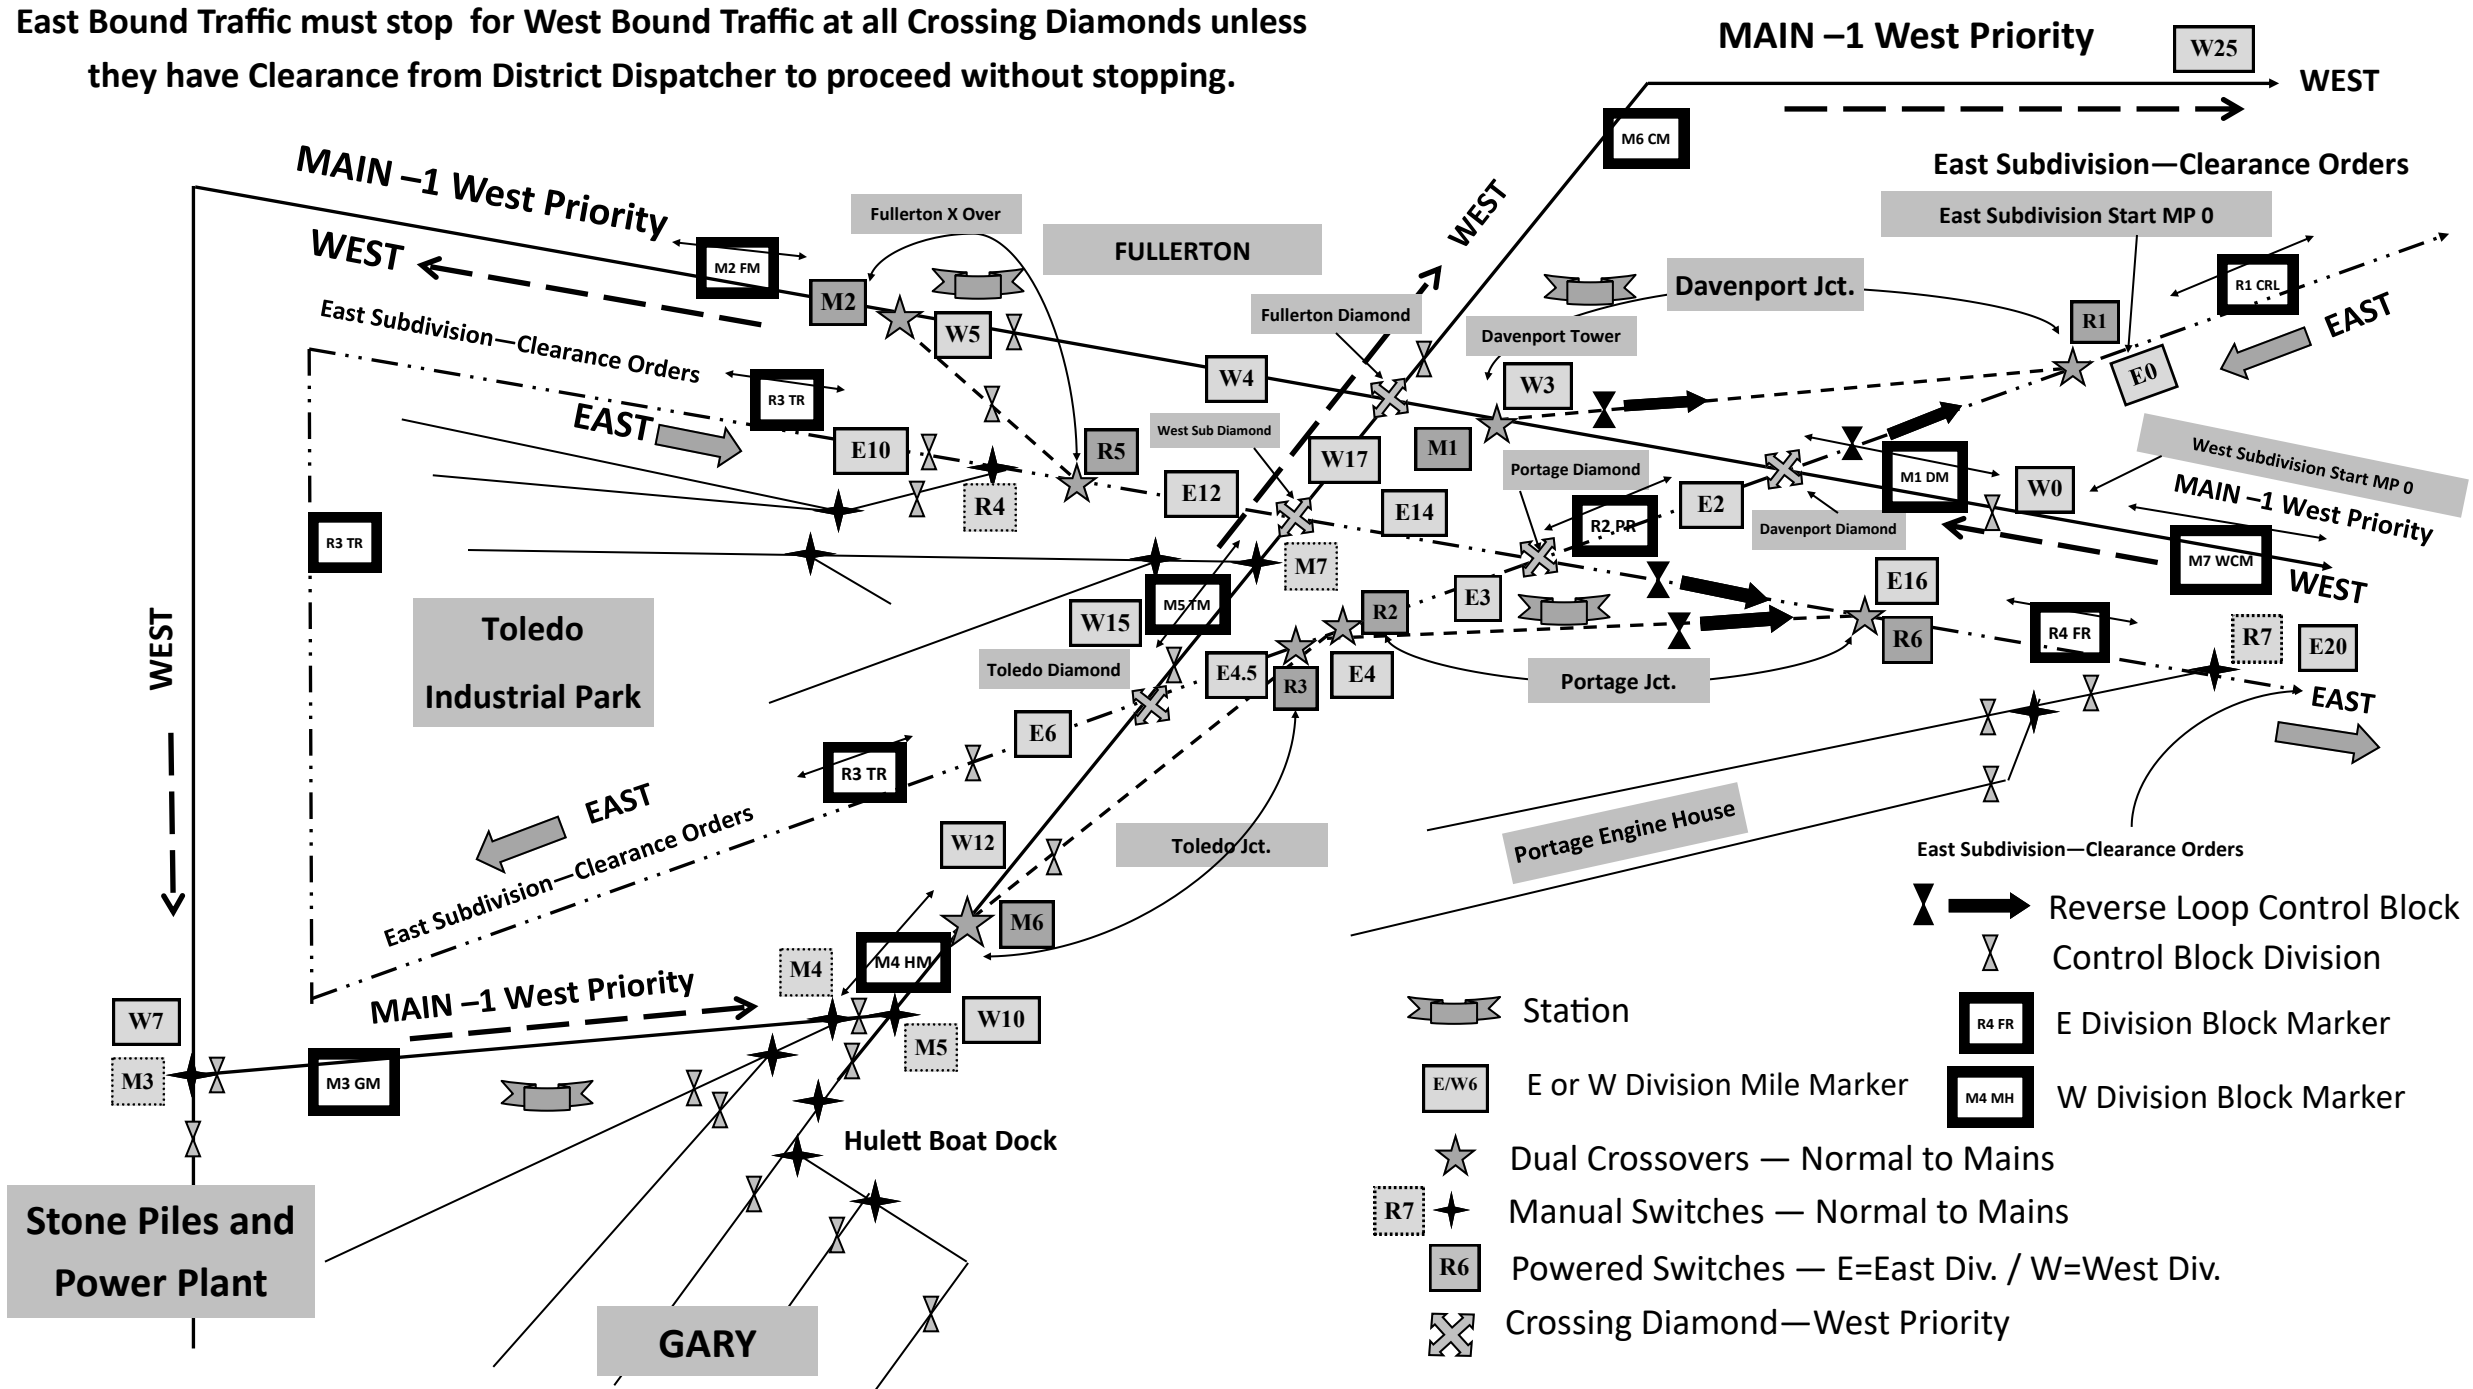 East Bound Traffic must stop  for West Bound Traffic at all Crossing Diamonds unless
they have Clearance from District Dispatcher to proceed without stopping.
MAIN –1 West Priority
W25
WEST
M6 CM
East Subdivision—Clearance Orders
East Subdivision Start MP 0
MAIN –1 West Priority
WEST
M2 FM
Fullerton X Over
FULLERTON
WEST
M2
W5
Fullerton Diamond
Davenport Jct.
R1 CRL
EAST
R1
E0
Davenport Tower
East Subdivision—Clearance Orders
R3 TR
W4
W3
EAST
E10
R5
West Sub Diamond
W17
M1
Portage Diamond
West Subdivision Start MP 0
M1 DM
W0
MAIN –1 West Priority
R4
E12
E14
R2 PR
E2
Davenport Diamond
R3 TR
M7
M7 WCM
WEST
E16
M5 TM
E3
Toledo
Industrial Park
W15
R2
R6
R4 FR
R7
E20
WEST
Toledo Diamond
E4.5
R3
E4
Portage Jct.
EAST
E6
R3 TR
EAST
East Subdivision—Clearance Orders
W12
Toledo Jct.
Portage Engine House
East Subdivision—Clearance Orders
M6
M4
M4 HM
MAIN –1 West Priority
W7
W10
M5
M3
M3 GM
Hulett Boat Dock
Stone Piles and
Power Plant
GARY
Reverse Loop Control Block
Control Block Division
Station
R4 FR
E Division Block Marker
E/W6
E or W Division Mile Marker
M4 MH
W Division Block Marker
Dual Crossovers — Normal to Mains
R7
Manual Switches — Normal to Mains
R6
Powered Switches — E=East Div. / W=West Div.
Crossing Diamond—West Priority